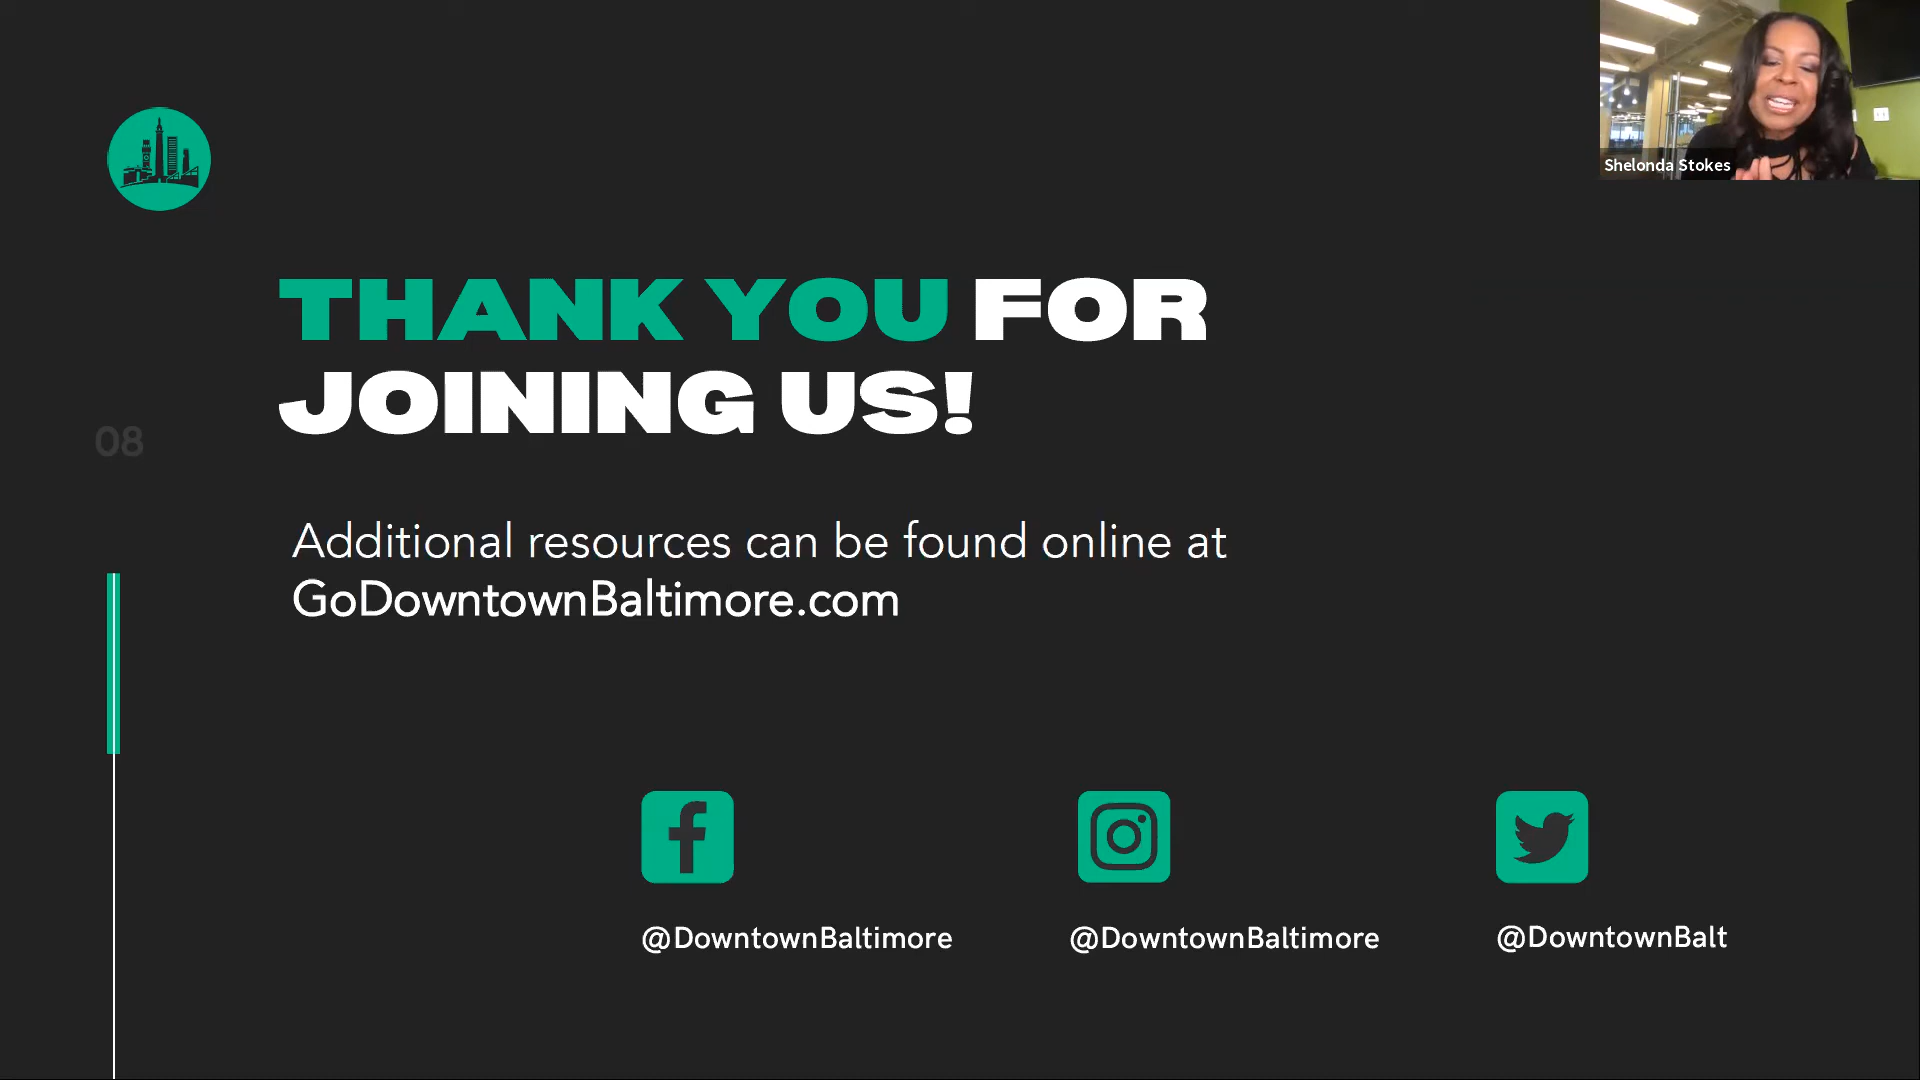 Shelonda Stokes
THANK YOU FOR
JOINING US!
08
Additional resources can be found online at
GoDowntownBaltimore.com
@DowntownBaltimore
@DowntownBaltimore
@DowntownBalt